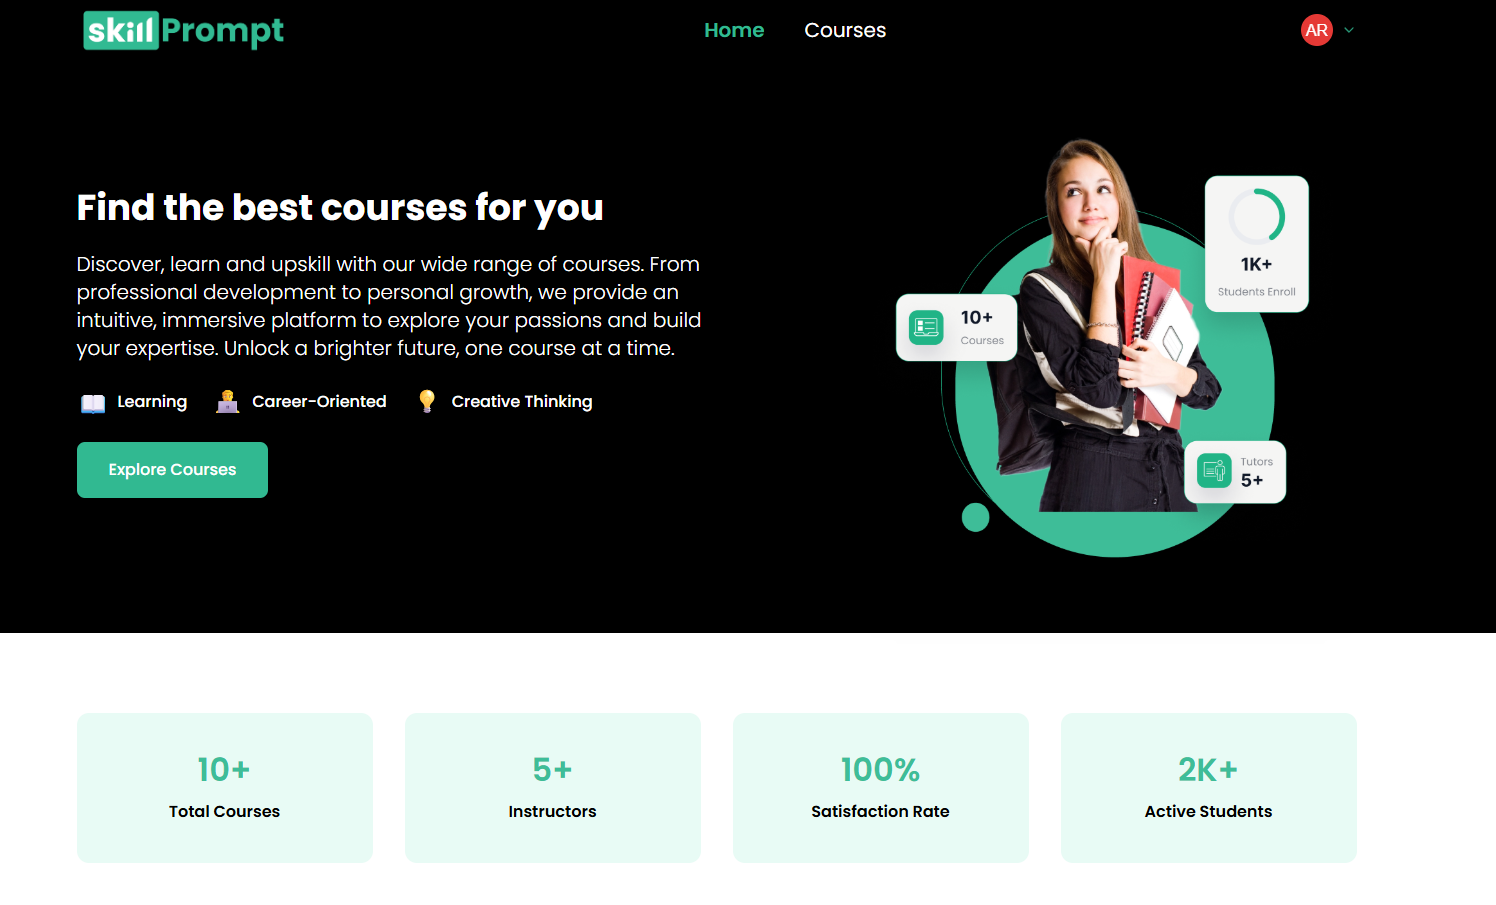 skillPrompt
Home
Courses
AR
Find the best courses for you
Discover, learn and upskill with our wide range of courses. From
professional development to personal growth, we provide an
intuitive, immersive platform to explore your passions and build
your expertise. Unlock a brighter future, one course at a time.
Learning
Career-Oriented
Creative Thinking
Explore Courses
1K+
Students Enroll
10+
Courses
Tutors
5+
10+
Total Courses
5+
Instructors
100%
Satisfaction Rate
2K+
Active Students